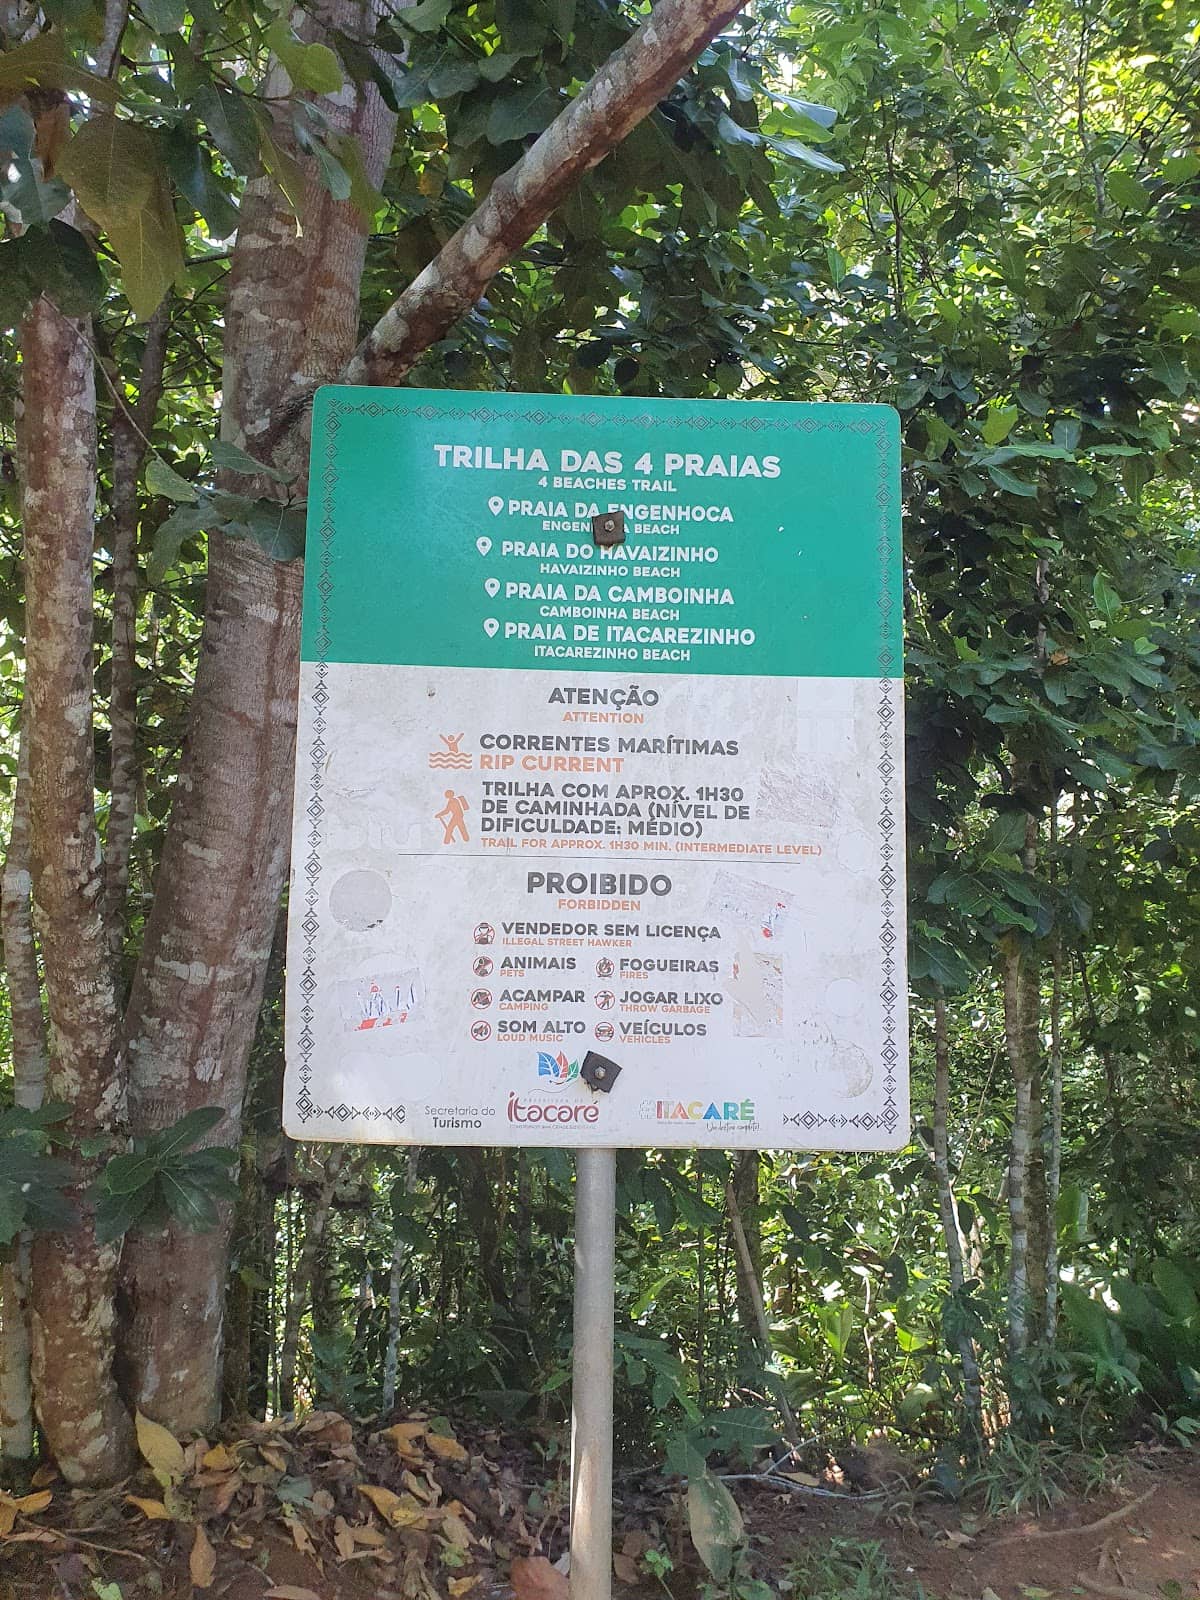 TRILHA DAS 4 PRAIAS
4 BEACHES TRAIL
PRAIA DA ENGENHOCA
BEACH
PRAIA DO HAVAIZINHO
HAVAIZINHO BEACH
PRAIA DA CAMBOINHA
CAMBOINHA BEACH
PRAIA DE ITACAREZINHO
ITACAREZINHO BEACH
ATENÇÃO
ATTENTION
CORRENTES MARÍTIMAS
RIP CURRENT
TRILHA COM APROX. 1H30
DE CAMINHADA (NÍVEL DE
DIFICULDADE: MÉDIO)
TRAIL FOR APPROX. 1H30 MIN. (INTERMEDIATE LEVEL)
PROIBIDO
FORBIDDEN
VENDEDOR SEM LICENÇA
ILLEGAL STREET HAWKER
ANIMAIS FOGUEIRAS
PETS FIRES
ACAMPAR JOGAR LIXO
CAMPING THROW GARBAGE
SOM ALTO VEÍCULOS
LOUD MUSIC VEHICLES
Secretaria do
Turismo
PREFEITURA DE
itacaré
#ITACARÉ